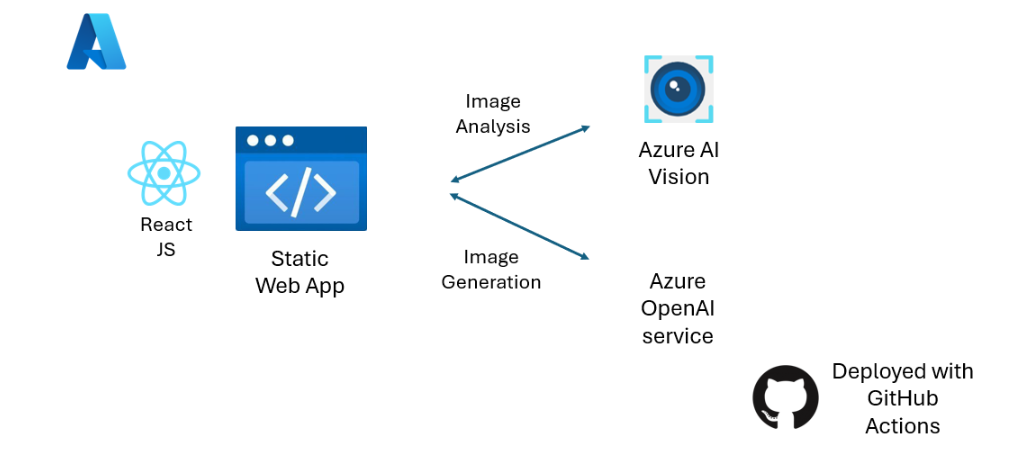 Image
Analysis
Azure AI
Vision
React
JS
Static
Web App
Image
Generation
Azure
OpenAI
service
Deployed with
GitHub
Actions